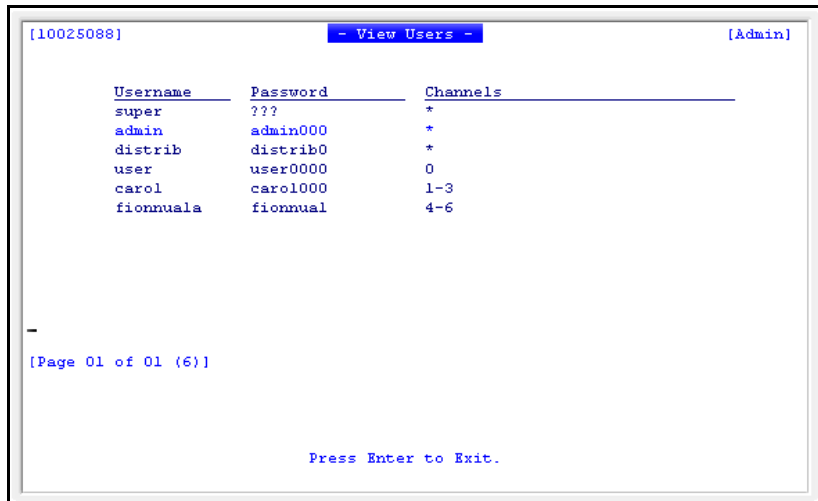 [10025088] - View Users - [Admin]
Username Password Channels
super ??? *
admin admin000 *
distrib distrib0 *
user user0000 0
carol carol000 1-3
fionnuala fionnual 4-6
[Page 01 of 01 (6)]
Press Enter to Exit.